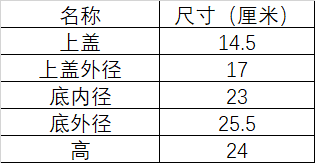 名称 尺寸（厘米）
上盖 14.5
上盖外径 17
底内径 23
底外径 25.5
高 24